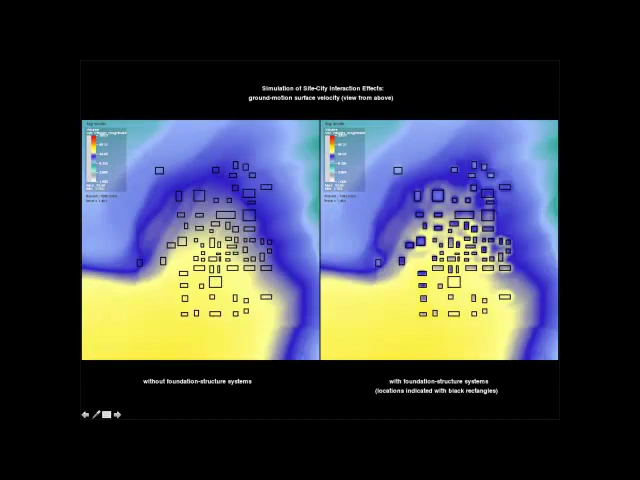 Simulation of Site-City Interaction Effects:
ground-motion surface velocity (view from above)
without foundation-structure systems
with foundation-structure systems
(locations indicated with black rectangles)